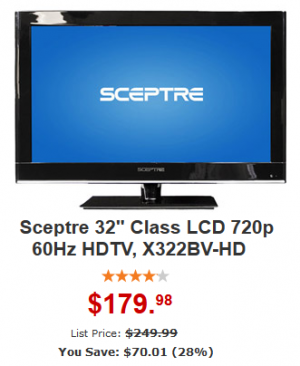 SCEPTRE
SCEPTRE
Sceptre 32" Class LCD 720p
60Hz HDTV, X322BV-HD
$179.98
List Price: $249.99
You Save: $70.01 (28%)